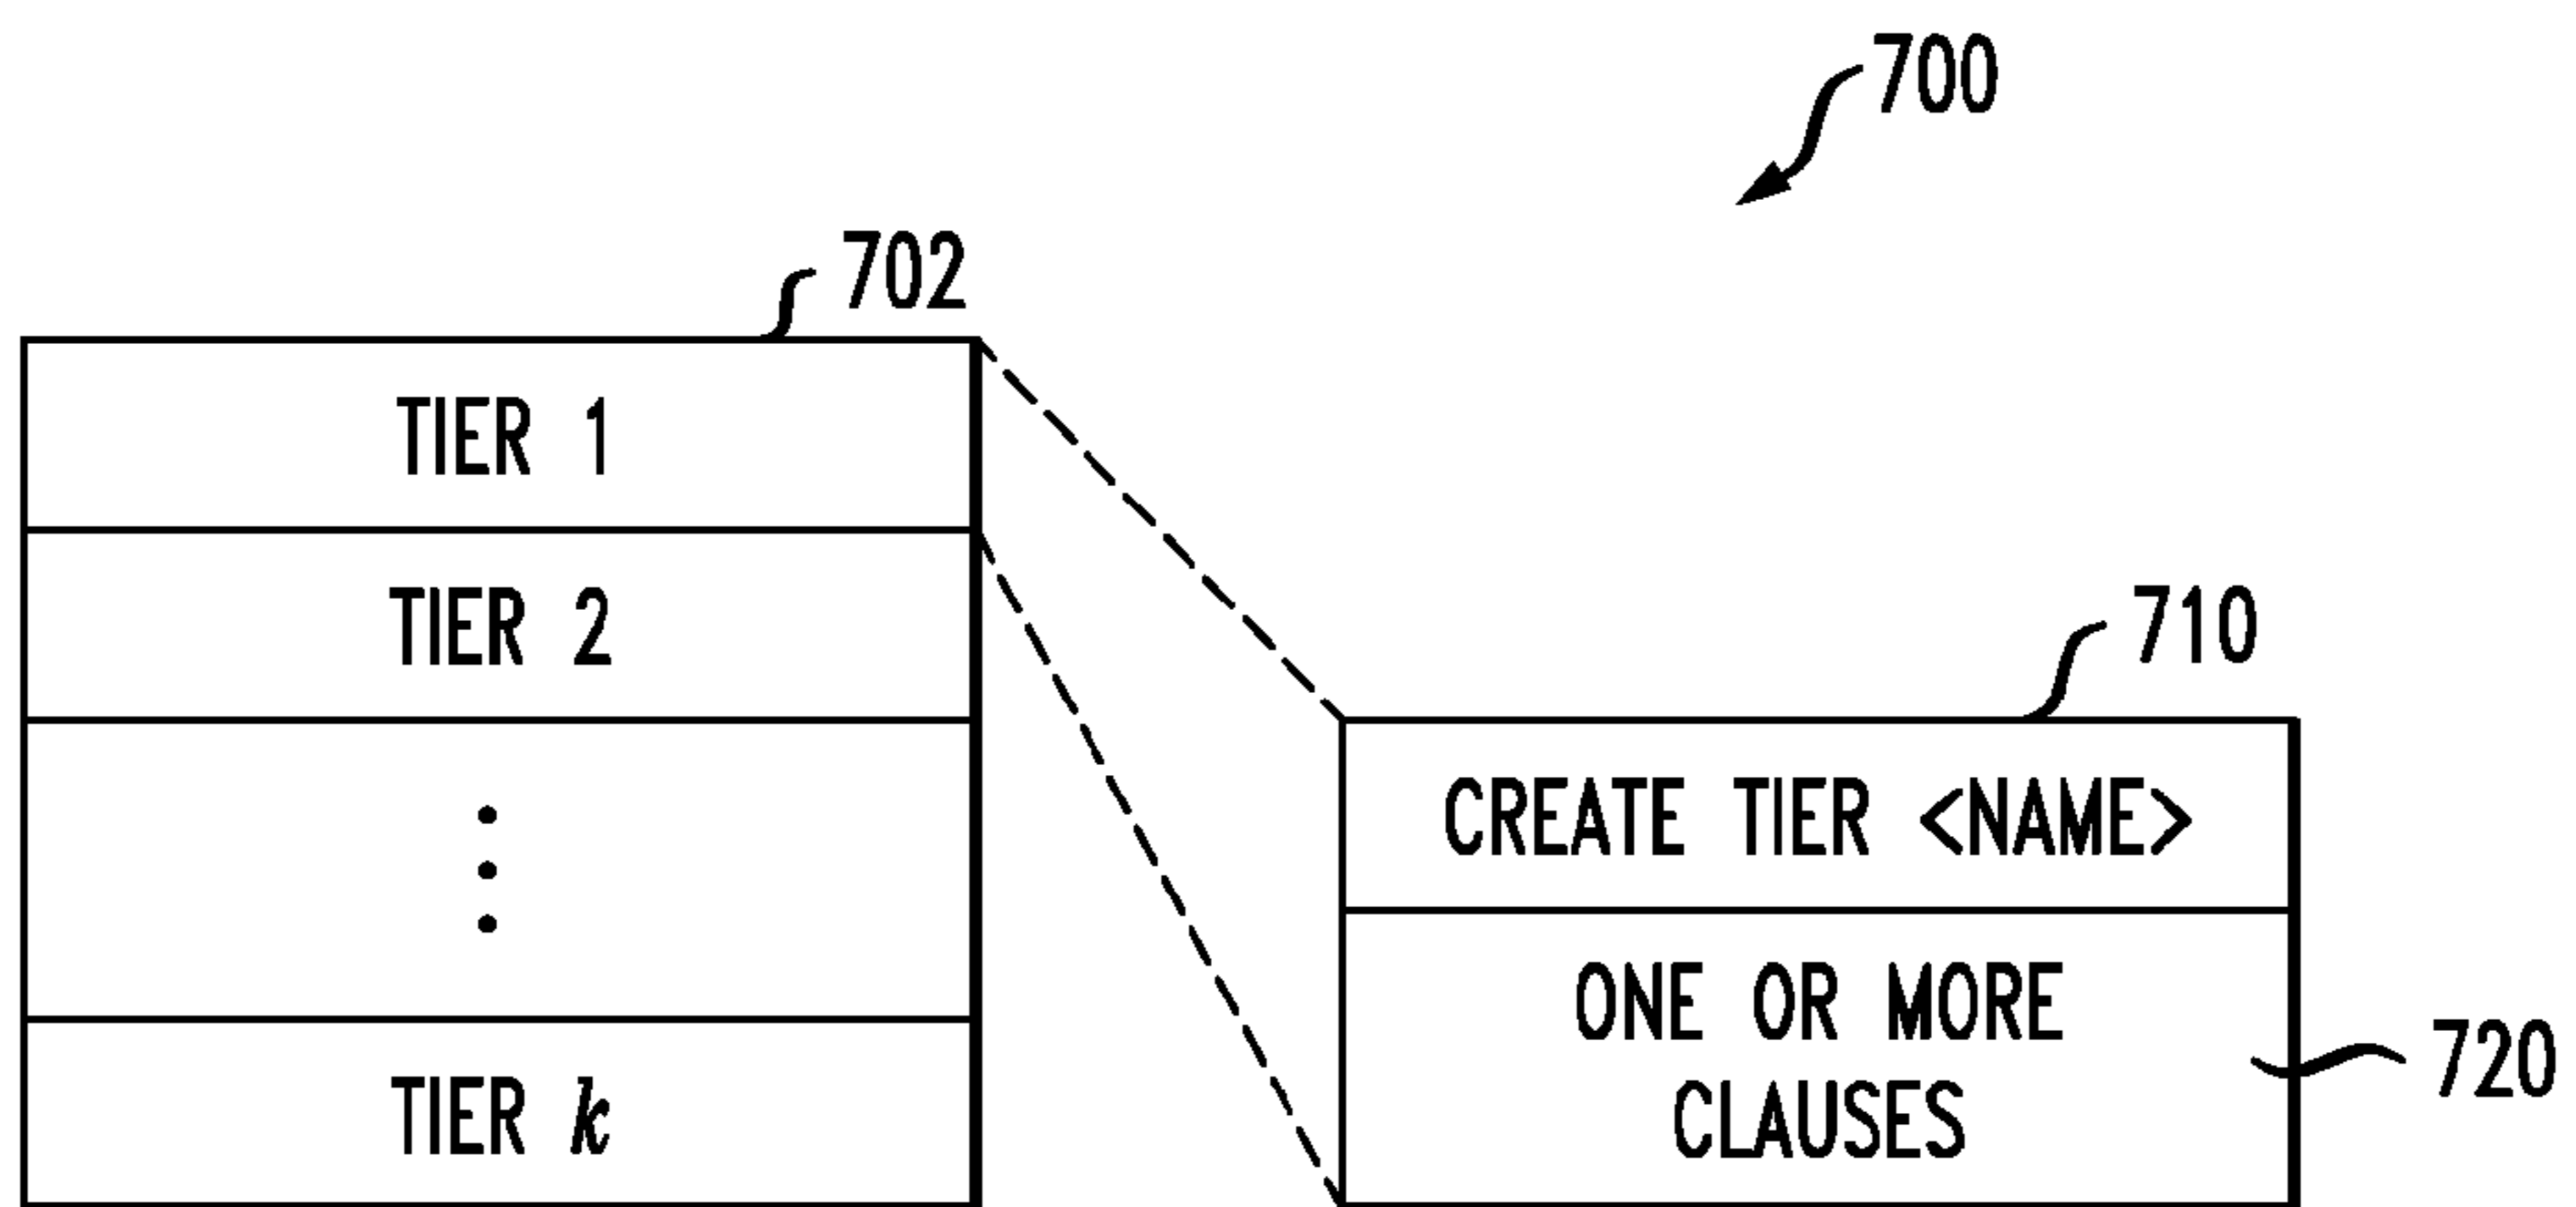 700
702
TIER 1
TIER 2
TIER k
710
CREATE TIER <NAME>
ONE OR MORE
CLAUSES
720